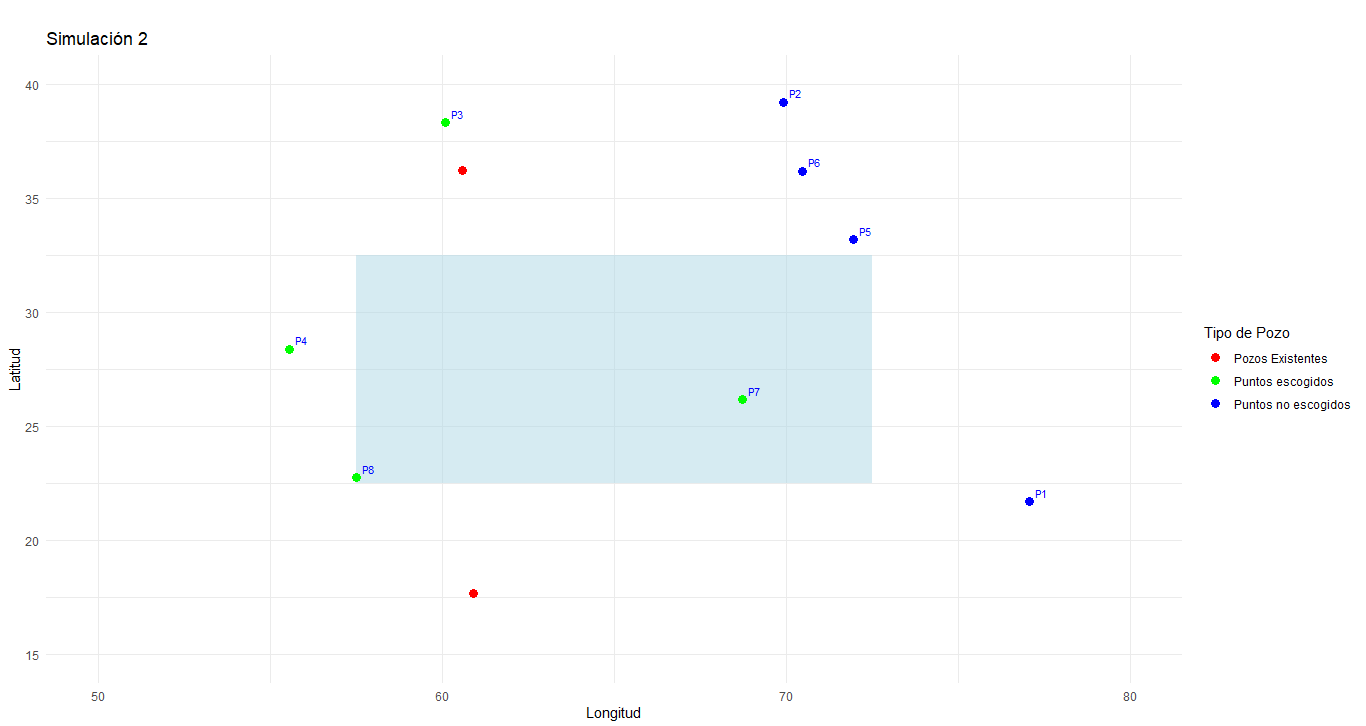 Simulación 2
40
35
30
25
20
15
Latitud
P2
P3
P6
P5
P4
P7
P8
P1
50
60
70
80
Longitud
Tipo de Pozo
Pozos Existentes
Puntos escogidos
Puntos no escogidos